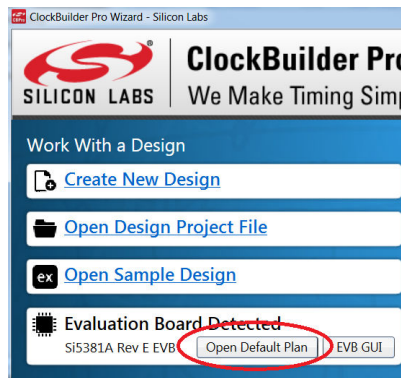 ClockBuilder Pro Wizard - Silicon Labs
SILICON LABS
ClockBuilder Pro
We Make Timing Simp
Work With a Design
Create New Design
Open Design Project File
ex Open Sample Design
Evaluation Board Detected
Si5381A Rev E EVB Open Default Plan EVB GUI